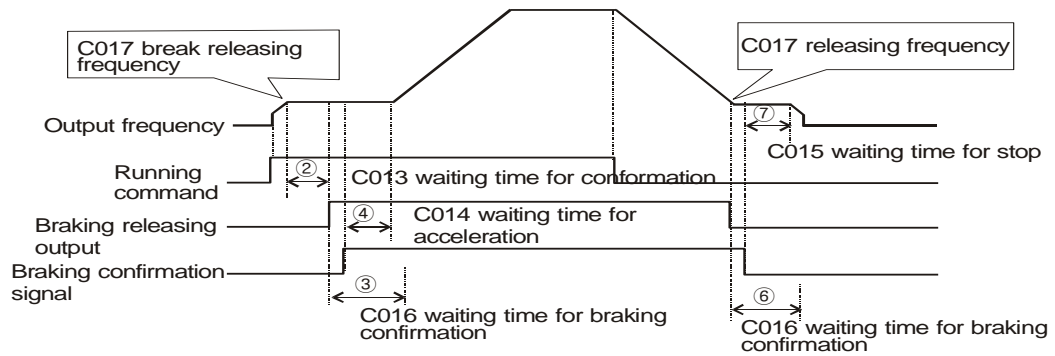 C017 break releasing
frequency
C017 releasing frequency
Output frequency
⑦
C015 waiting time for stop
②
Running
command
C013 waiting time for conformation
④
C014 waiting time for
acceleration
Braking releasing
output
Braking confirmation
signal
③
C016 waiting time for braking
confirmation
⑥
C016 waiting time for braking
confirmation